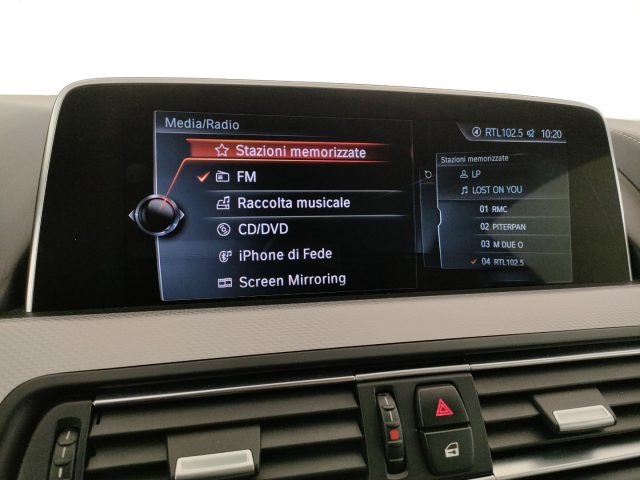 Media/Radio
RTL102.5 10:20
Stazioni memorizzate
FM
Raccolta musicale
CD/DVD
iPhone di Fede
Screen Mirroring
Stazioni memorizzate
LP
LOST ON YOU
01 RMC
02 PITERPAN
03 M DUE O
04 RTL102.5